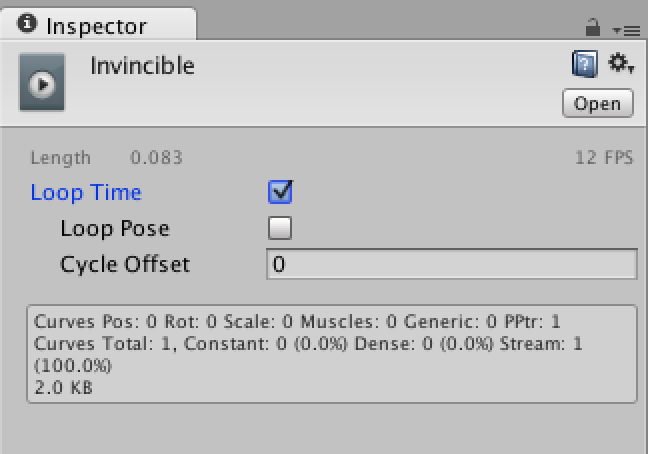 Inspector
Invincible
Open
Length 0.083 12 FPS
Loop Time
Loop Pose
Cycle Offset 0
Curves Pos: 0 Rot: 0 Scale: 0 Muscles: 0 Generic: 0 PPtr: 1
Curves Total: 1, Constant: 0 (0.0%) Dense: 0 (0.0%) Stream: 1
(100.0%)
2.0 KB